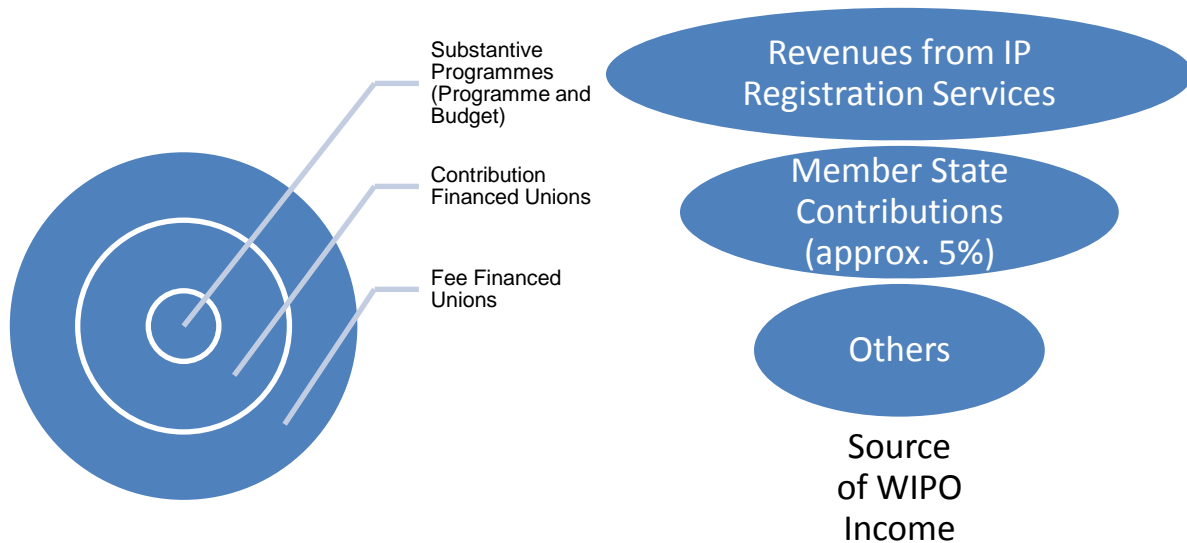 Substantive
Programmes
(Programme and
Budget)
Contribution
Financed Unions
Fee Financed
Unions
Revenues from IP
Registration Services
Member State
Contributions
(approx. 5%)
Others
Source
of WIPO
Income